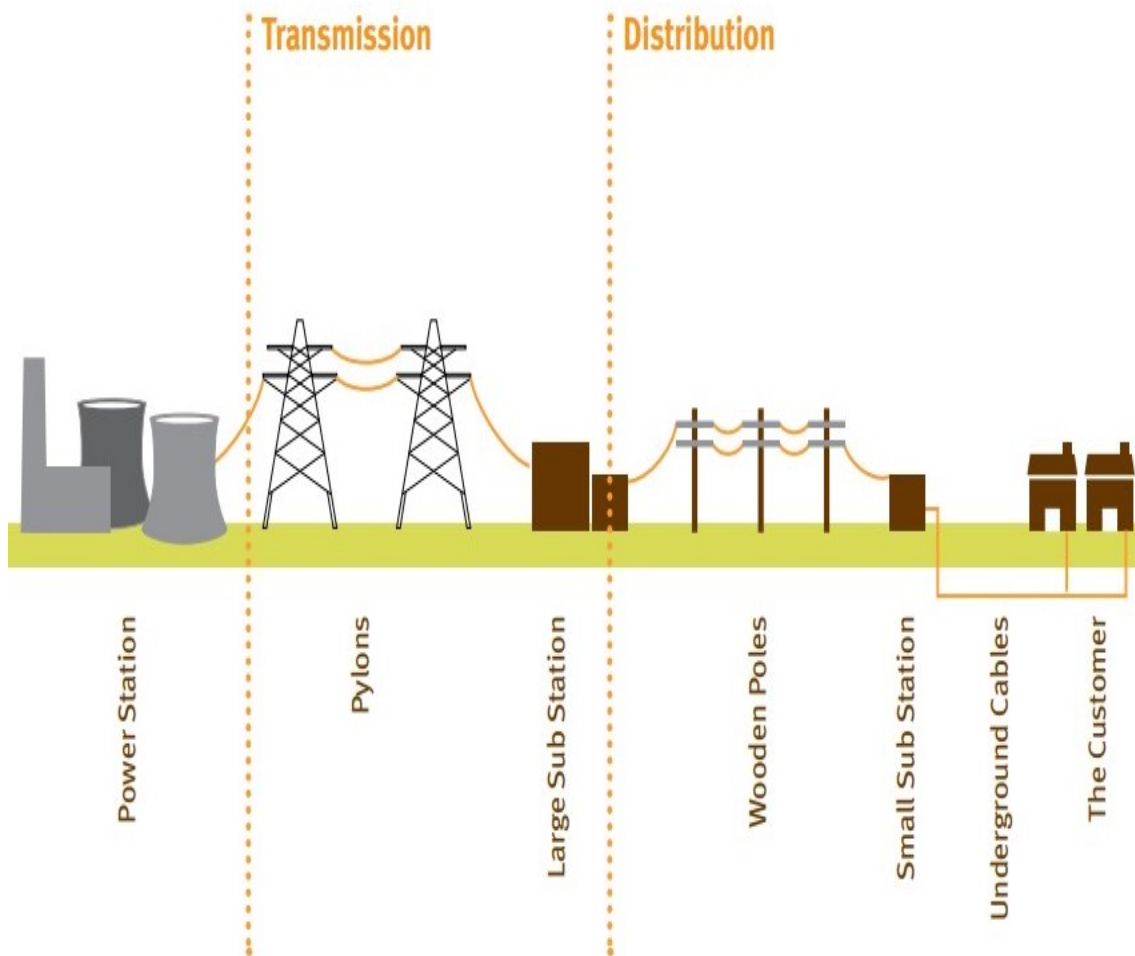 Transmission
Distribution
Power Station
Pylons
Large Sub Station
Wooden Poles
Small Sub Station
Underground Cables
The Customer